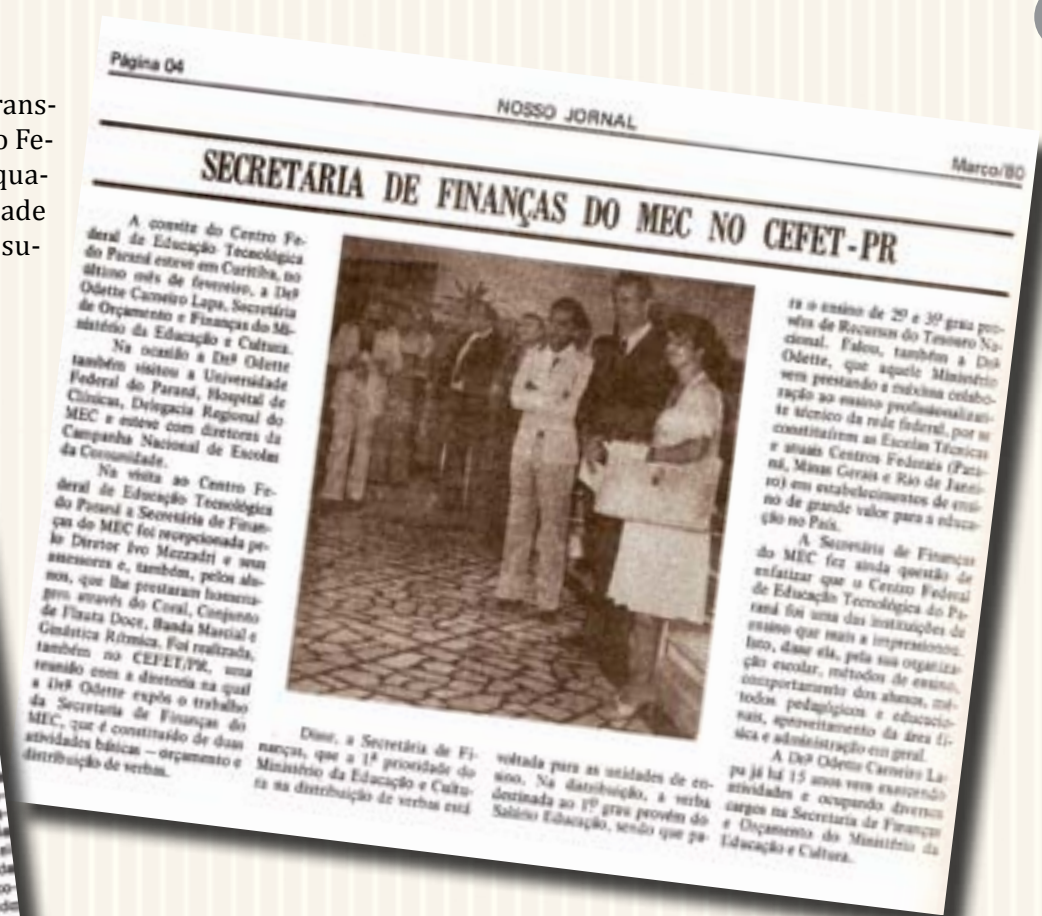 rans-
o Fe-
qua-
ade
su-
Página 04
NOSSO JORNAL
Marco/80
SECRETÁRIA DE FINANÇAS DO MEC NO CEFET-PR
A convite do Centro Fe-
deral de Educação Tecnológica
do Paraná esteve em Curitiba, no
último mês de fevereiro, a Drª
Odette Carneiro Lapa, Secretária
de Orçamento e Finanças do Mi-
nistério da Educação e Cultura.
Na ocasião a Drª Odette
também visitou a Universidade
Federal do Paraná, Hospital de
Clínicas, Delegacia Regional do
MEC e esteve com diretores da
Campanha Nacional de Escolas
da Comunidade.
Na visita ao Centro Fe-
deral de Educação Tecnológica
do Paraná a Secretária de Finan-
ças do MEC foi recepcionada pe-
lo Diretor Ivo Mezzadri e seus
assessores e, também, pelos alu-
nos, que lhe prestaram homena-
gem através do Coral, Conjunto
de Flauta Doce, Banda Marcial e
Ginástica Rítmica. Foi realizada,
também no CEFET/PR, uma
reunião com a diretoria na qual
a Drª Odette expôs o trabalho
da Secretaria de Finanças do
MEC, que é constituído de duas
atividades básicas — orçamento e
distribuição de verbas.
Disse, a Secretária de Fi-
nanças, que a 1ª prioridade do
Ministério da Educação e Cultu-
ra na distribuição de verbas está
voltada para as unidades de en-
sino. Na distribuição, a verba
destinada ao 1º grau provém do
Salário Educação, sendo que pa-
ra o ensino de 2º e 3º grau pro-
vém de Recursos do Tesouro Na-
cional. Falou, também a Drª
Odette, que aquele Ministério
vem prestando a máxima colabo-
ração ao ensino profissionalizan-
te técnico da rede federal, por se
constituírem as Escolas Técnicas
e atuais Centros Federais (Para-
ná, Minas Gerais e Rio de Janei-
ro) em estabelecimentos de ensi-
no de grande valor para a educa-
ção no País.
A Secretária de Finanças
do MEC fez ainda questão de
enfatizar que o Centro Federal
de Educação Tecnológica do Pa-
raná foi uma das instituições de
ensino que mais a impressionou.
Isto, disse ela, pela sua organiza-
ção escolar, métodos de ensino,
comportamento dos alunos, mé-
todos pedagógicos e educacio-
nais, aproveitamento da área fí-
sica e administração em geral.
A Drª Odette Carneiro La-
pa já há 15 anos vem exercendo
atividades e ocupando diversos
cargos na Secretaria de Finanças
e Orçamento do Ministério da
Educação e Cultura.